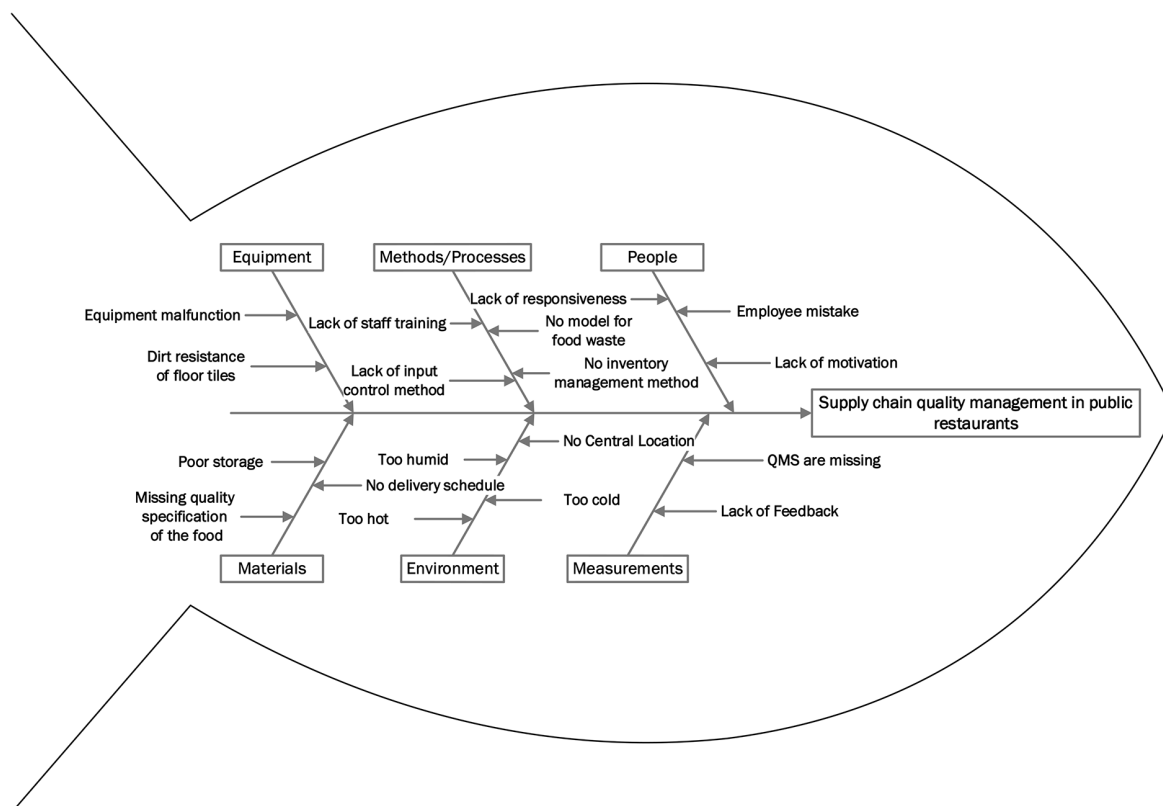 Equipment
Methods/Processes
People
Lack of responsiveness
Equipment malfunction
Lack of staff training
No model for
food waste
Employee mistake
Dirt resistance
of floor tiles
Lack of input
control method
No inventory
management method
Lack of motivation
Supply chain quality management in public
restaurants
No Central Location
Poor storage
Too humid
QMS are missing
No delivery schedule
Missing quality
specification
of the food
Too cold
Too hot
Lack of Feedback
Materials
Environment
Measurements